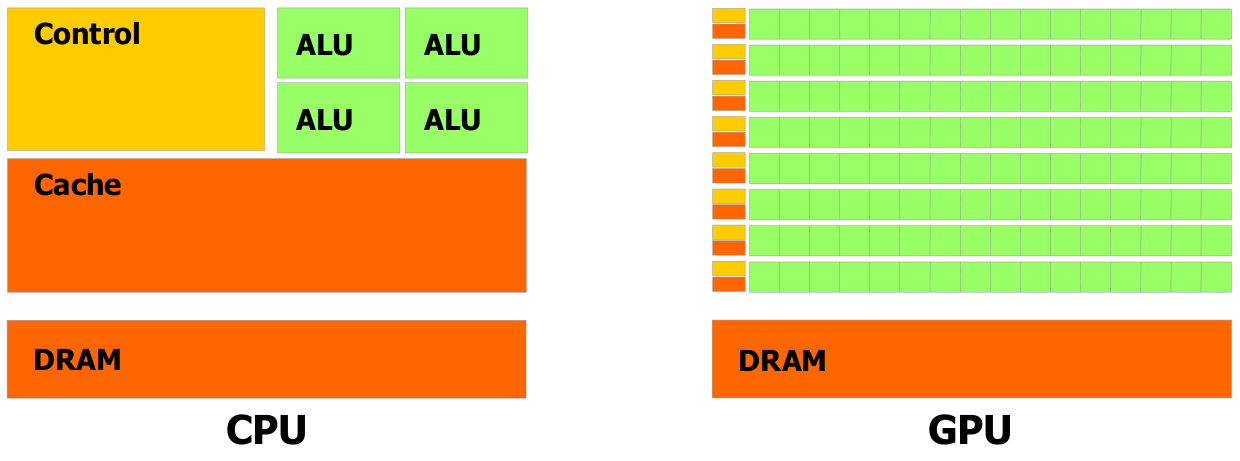 Control
ALU
ALU
ALU
ALU
Cache
DRAM
CPU
DRAM
GPU